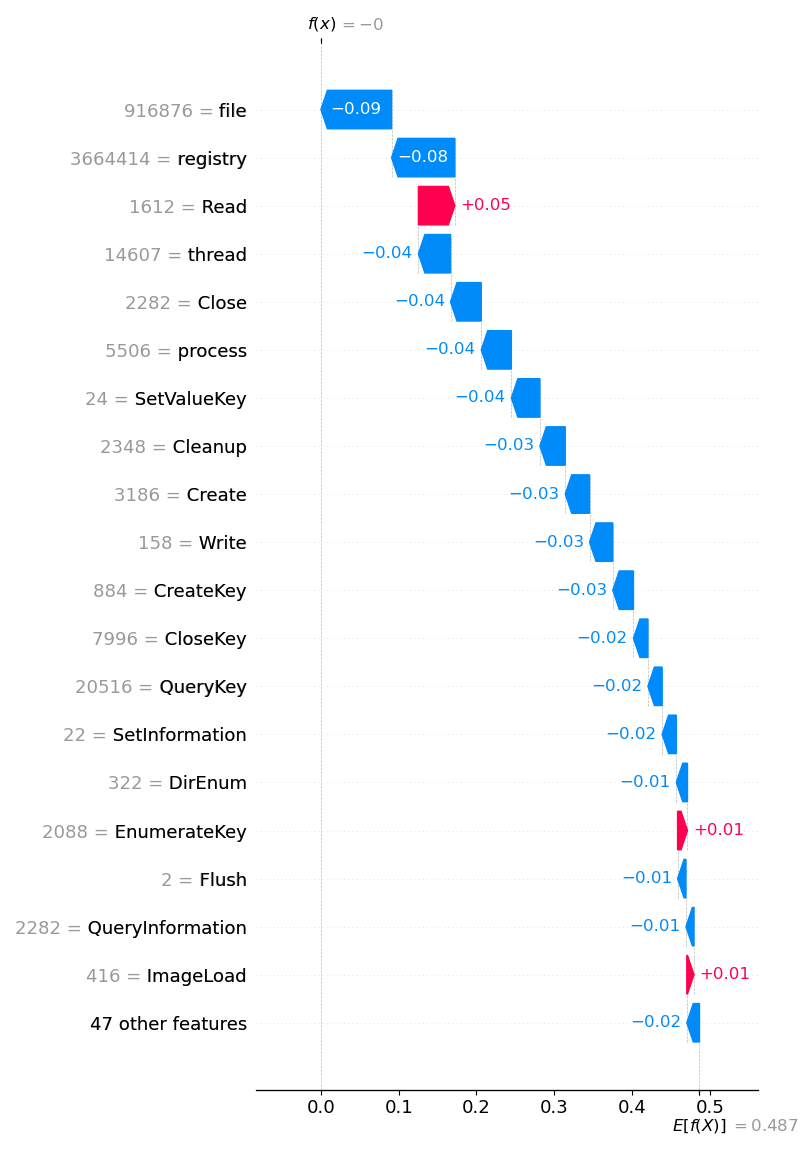 f(x) = −0
916876 = file
−0.09
3664414 = registry
−0.08
1612 = Read
+0.05
14607 = thread
−0.04
2282 = Close
−0.04
5506 = process
−0.04
24 = SetValueKey
−0.04
2348 = Cleanup
−0.03
3186 = Create
−0.03
158 = Write
−0.03
884 = CreateKey
−0.03
7996 = CloseKey
−0.02
20516 = QueryKey
−0.02
22 = SetInformation
−0.02
322 = DirEnum
−0.01
2088 = EnumerateKey
+0.01
2 = Flush
−0.01
2282 = QueryInformation
−0.01
416 = ImageLoad
+0.01
47 other features
−0.02
0.0 0.1 0.2 0.3 0.4 0.5
E[f(X)] = 0.487